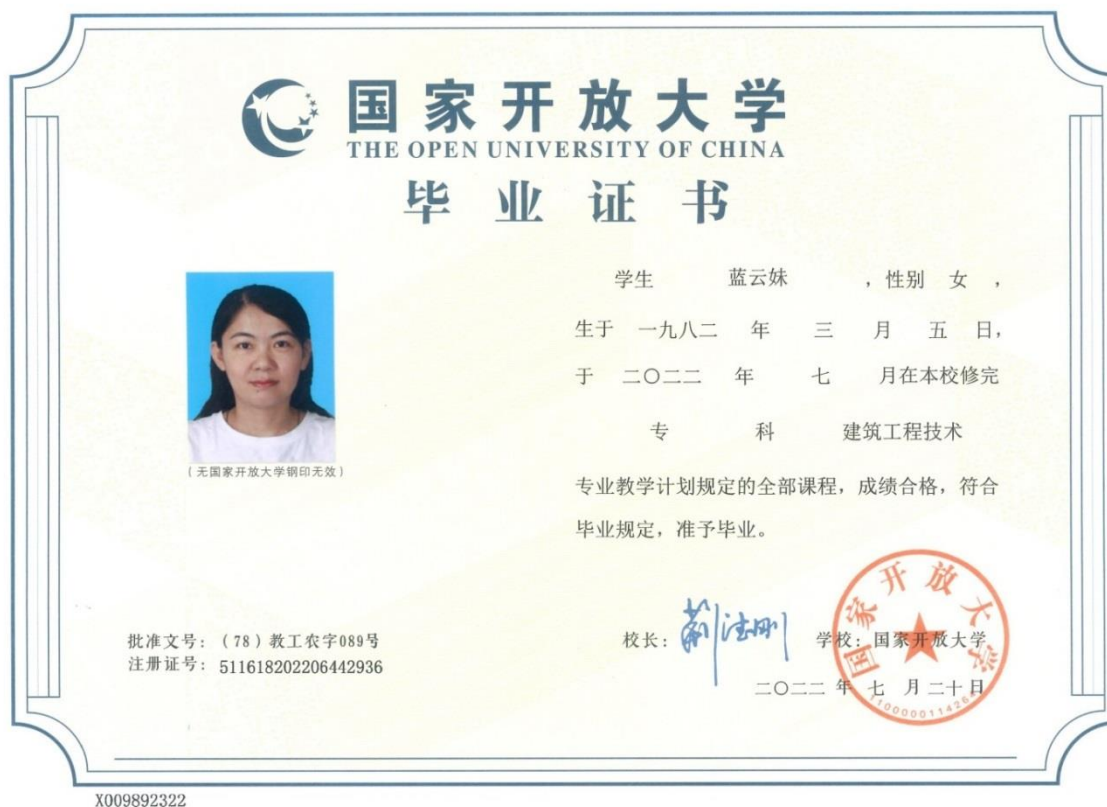 国家开放大学
THE OPEN UNIVERSITY OF CHINA
毕业证书
学生 蓝云妹 ，性别 女 ，
生于 一九八二 年 三 月 五 日，
于 二〇二二 年 七 月在本校修完
专 科 建筑工程技术
专业教学计划规定的全部课程，成绩合格，符合
毕业规定，准予毕业。
（无国家开放大学钢印无效）
批准文号：（78）教工农字089号
注册证号：511618202206442936
校长： 学校：国家开放大学
二〇二二 年 七 月二十日
国家开放大学
X009892322